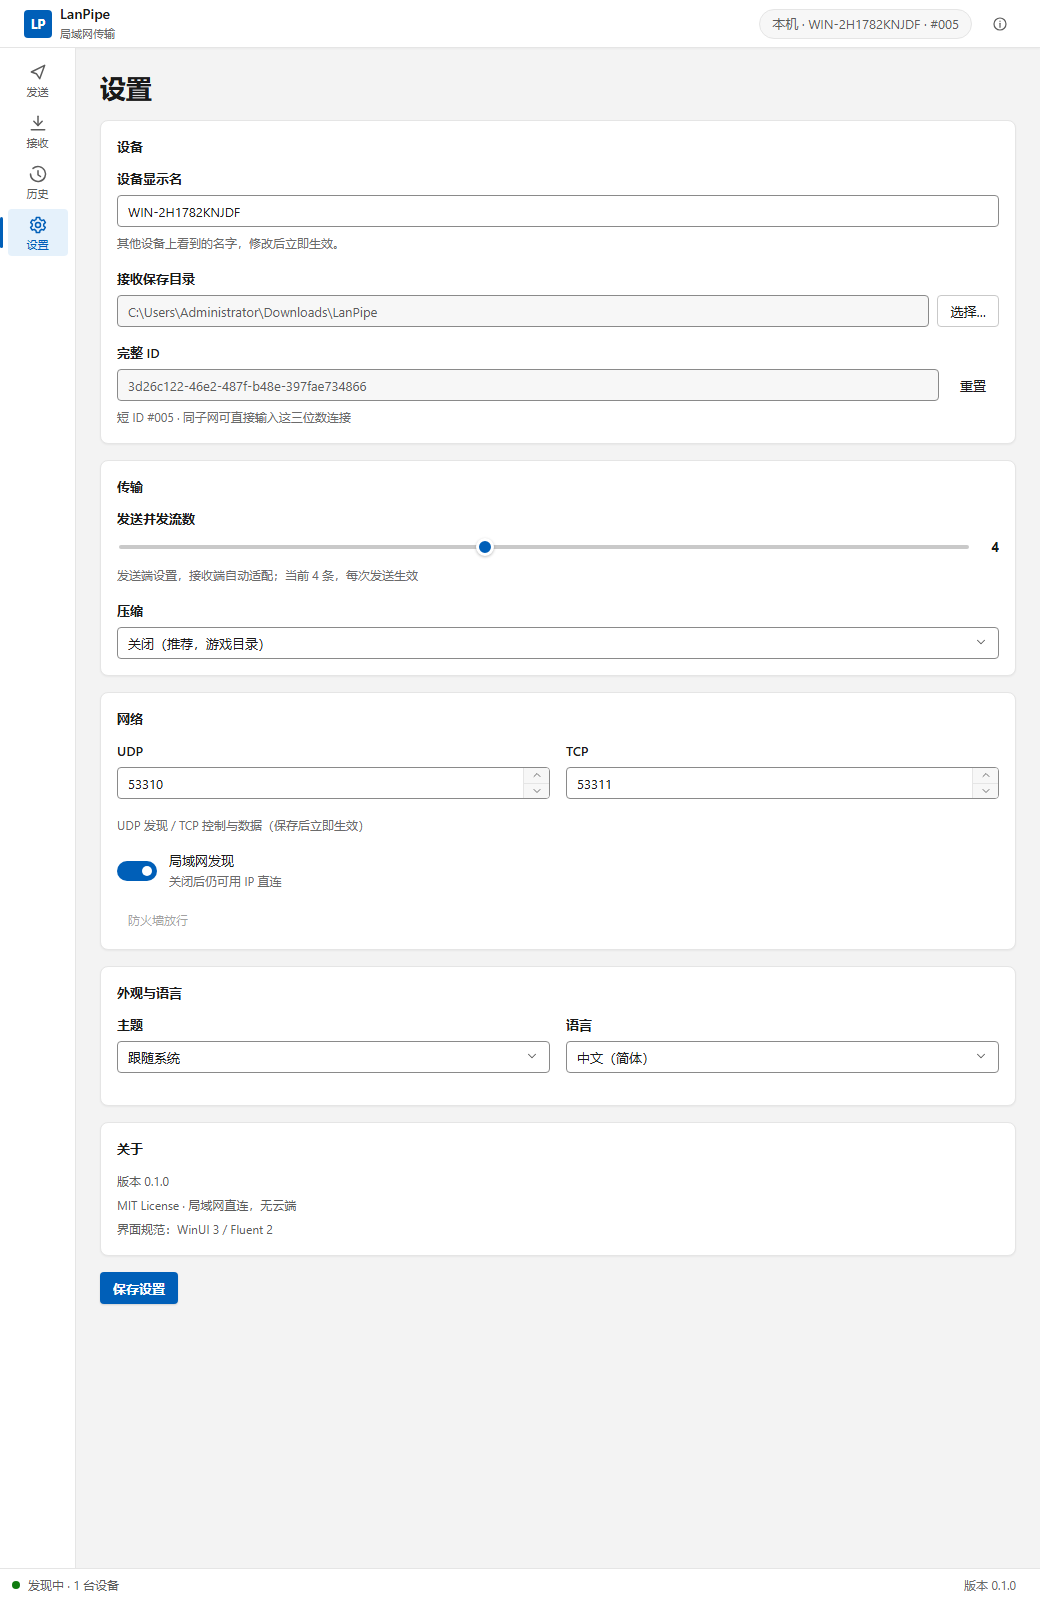 LP
LanPipe
局域网传输
本机 · WIN-2H1782KNJDF · #005
发送
接收
历史
设置
设置
设备
设备显示名
WIN-2H1782KNJDF
其他设备上看到的名字，修改后立即生效。
接收保存目录
C:\Users\Administrator\Downloads\LanPipe
选择...
完整 ID
3d26c122-46e2-487f-b48e-397fae734866
重置
短 ID #005 · 同子网可直接输入这三位数连接
传输
发送并发流数
4
发送端设置，接收端自动适配；当前 4 条，每次发送生效
压缩
关闭（推荐，游戏目录）
网络
UDP
TCP
53310
53311
UDP 发现 / TCP 控制与数据（保存后立即生效）
局域网发现
关闭后仍可用 IP 直连
防火墙放行
外观与语言
主题
语言
跟随系统
中文（简体）
关于
版本 0.1.0
MIT License · 局域网直连，无云端
界面规范：WinUI 3 / Fluent 2
保存设置
发现中 · 1 台设备
版本 0.1.0